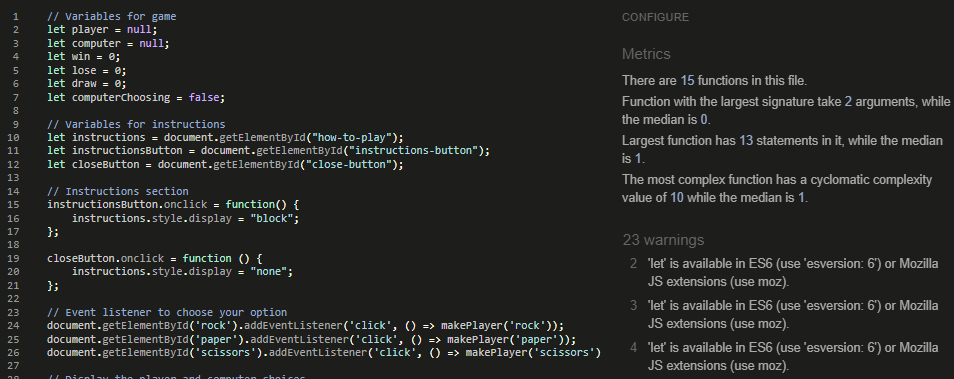 1 // Variables for game
2 let player = null;
3 let computer = null;
4 let win = 0;
5 let lose = 0;
6 let draw = 0;
7 let computerChoosing = false;
8
9 // Variables for instructions
10 let instructions = document.getElementById("how-to-play");
11 let instructionsButton = document.getElementById("instructions-button");
12 let closeButton = document.getElementById("close-button");
13
14 // Instructions section
15 instructionsButton.onclick = function() {
16 instructions.style.display = "block";
17 };
18
19 closeButton.onclick = function () {
20 instructions.style.display = "none";
21 };
22
23 // Event listener to choose your option
24 document.getElementById('rock').addEventListener('click', () => makePlayer('rock'));
25 document.getElementById('paper').addEventListener('click', () => makePlayer('paper'));
26 document.getElementById('scissors').addEventListener('click', () => makePlayer('scissors')
27
28 // Display the player and computer choices
CONFIGURE
Metrics
There are 15 functions in this file.
Function with the largest signature take 2 arguments, while
the median is 0.
Largest function has 13 statements in it, while the median
is 1.
The most complex function has a cyclomatic complexity
value of 10 while the median is 1.
23 warnings
2 'let' is available in ES6 (use 'esversion: 6') or Mozilla
JS extensions (use moz).
3 'let' is available in ES6 (use 'esversion: 6') or Mozilla
JS extensions (use moz).
4 'let' is available in ES6 (use 'esversion: 6') or Mozilla
JS extensions (use moz).